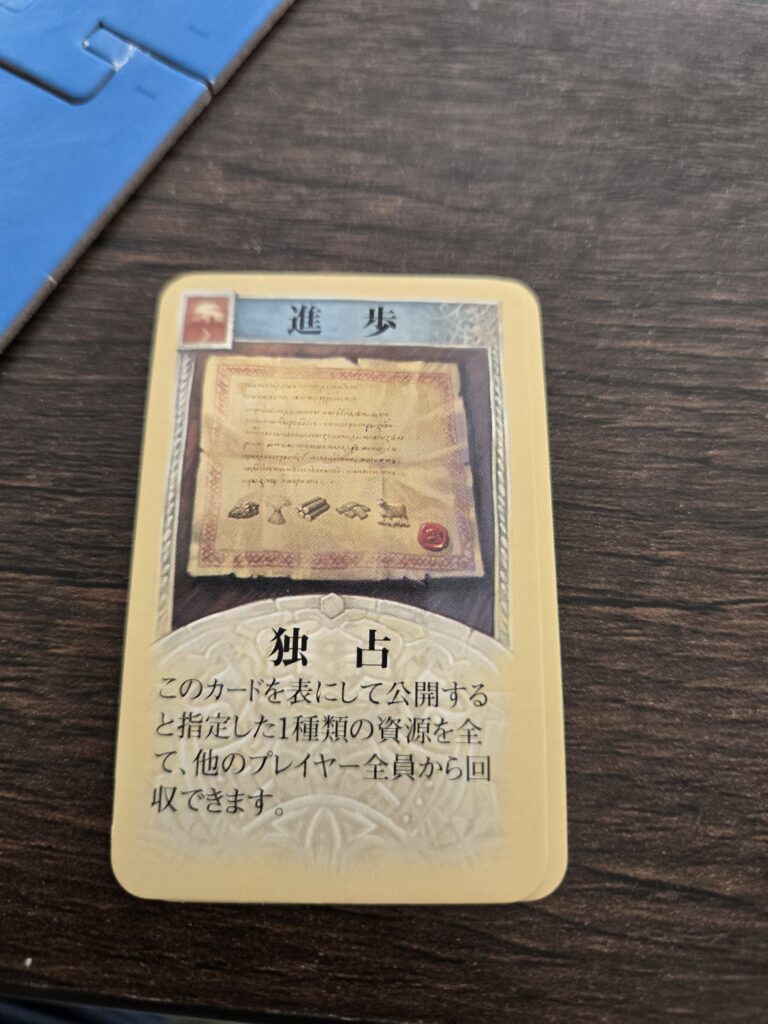 進 歩
独 占
このカードを表にして公開する
と指定した1種類の資源を全
て、他のプレイヤー全員から回
収できます。